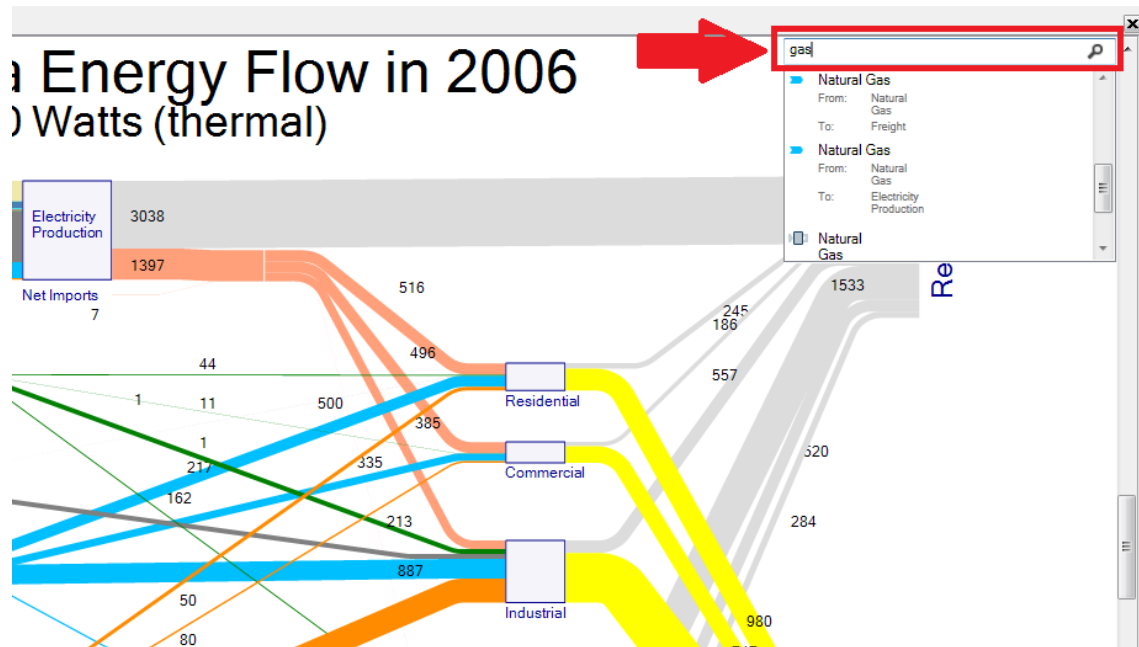 a Energy Flow in 2006
0 Watts (thermal)
gas
Natural Gas
From: Natural
Gas
To: Freight
Natural Gas
From: Natural
Gas
To: Electricity
Production
Natural
Gas
Electricity
Production
3038
1397
Net Imports
7
516
1533
Re
245
186
496
44
557
1
11
500
Residential
385
1
217
335
520
Commercial
162
213
284
887
50
Industrial
980
80